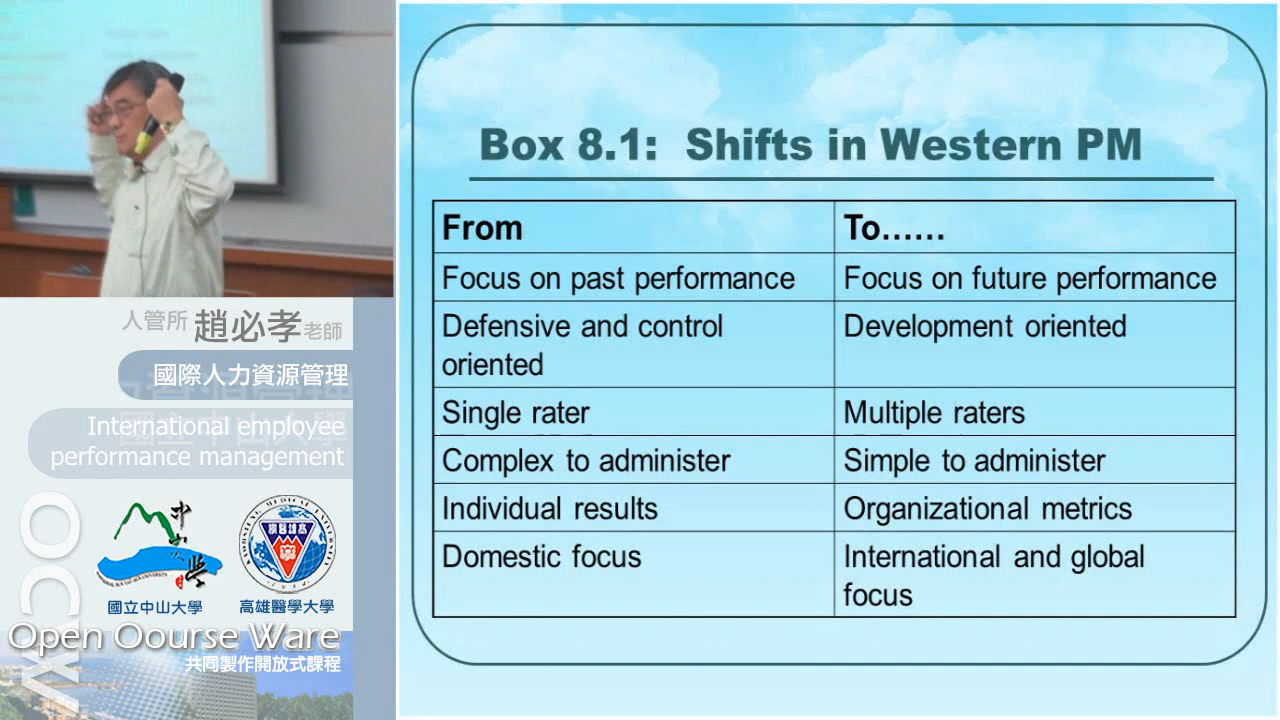 人管所 趙必孝 老師
國際人力資源管理
International employee
performance management
OCW
國立中山大學
高雄醫學大學
Open Oourse Ware
共同製作開放式課程
Box 8.1: Shifts in Western PM
From
To......
Focus on past performance
Focus on future performance
Defensive and control
oriented
Development oriented
Single rater
Multiple raters
Complex to administer
Simple to administer
Individual results
Organizational metrics
Domestic focus
International and global
focus